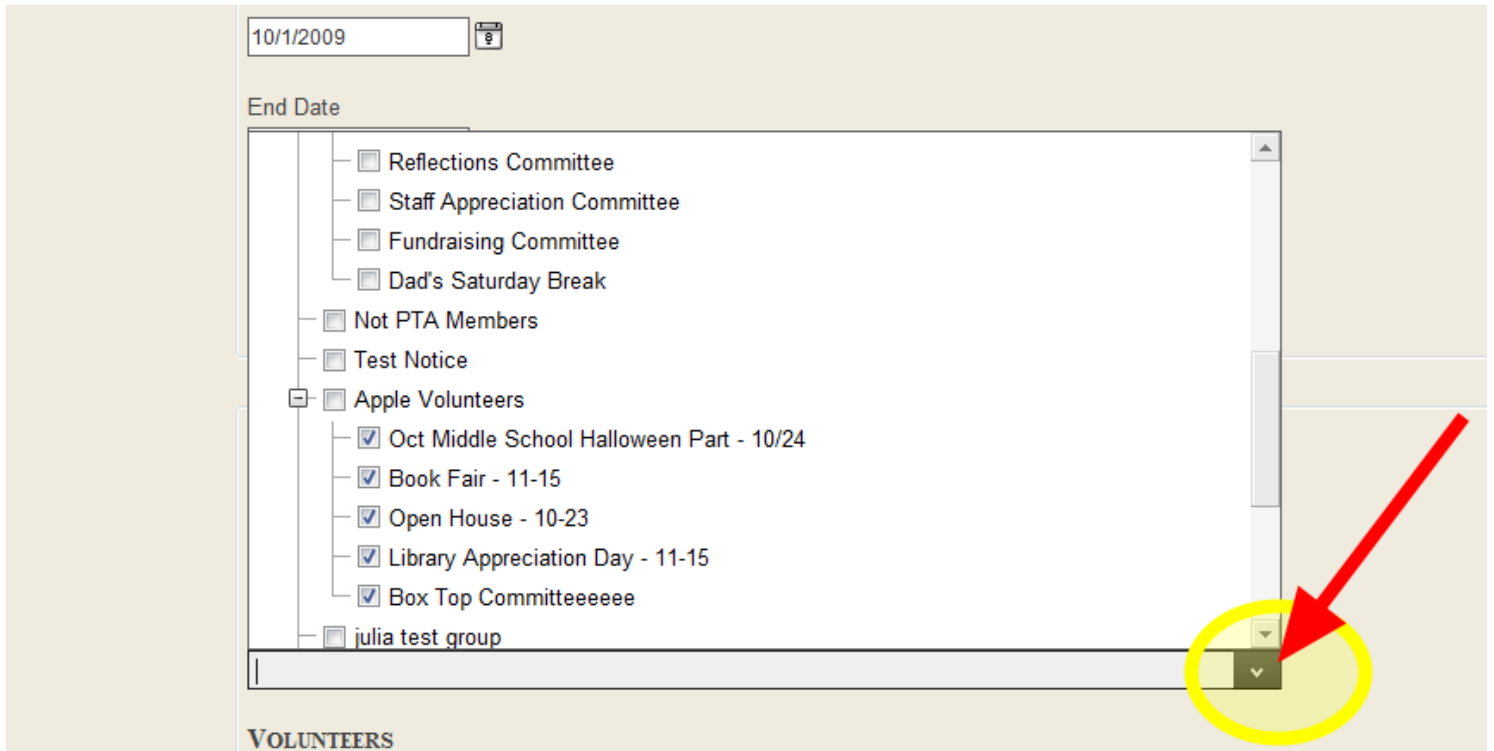 10/1/2009
End Date
Reflections Committee
Staff Appreciation Committee
Fundraising Committee
Dad's Saturday Break
Not PTA Members
Test Notice
Apple Volunteers
Oct Middle School Halloween Part - 10/24
Book Fair - 11-15
Open House - 10-23
Library Appreciation Day - 11-15
Box Top Committeeeeee
julia test group
VOLUNTEERS